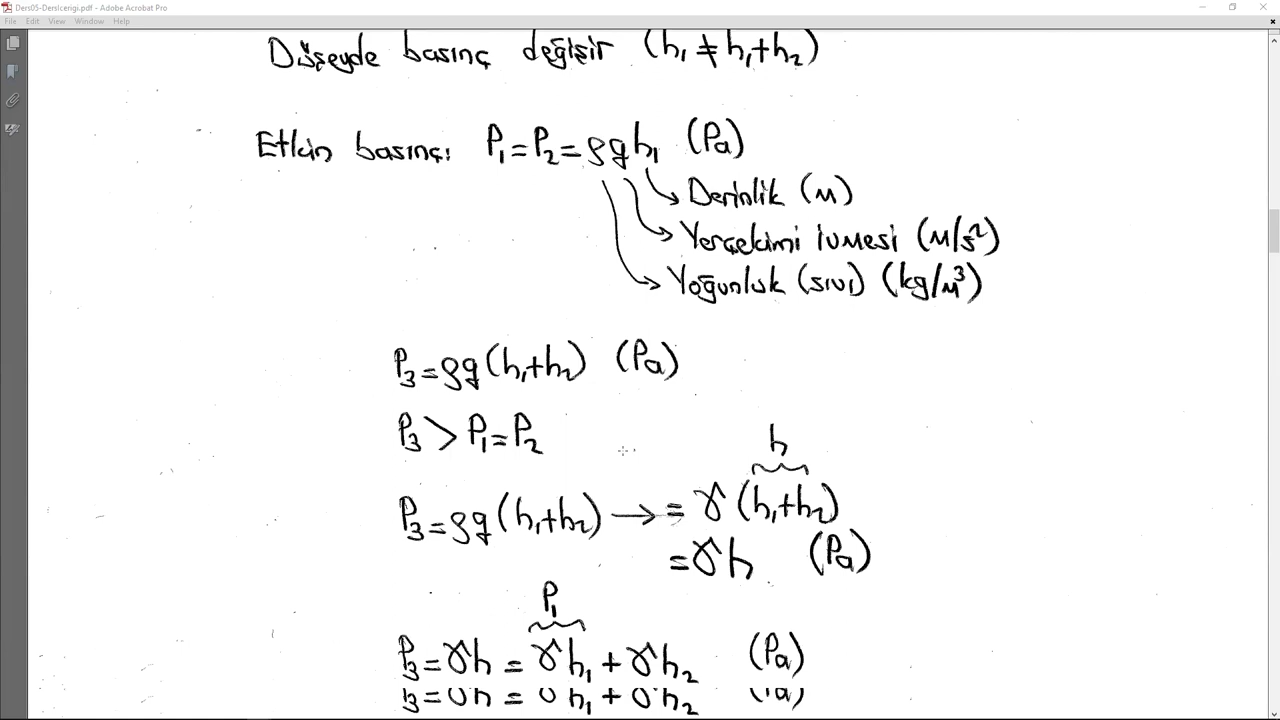 Ders05-DersIcerigi.pdf - Adobe Acrobat Pro
File Edit View Window Help
Düşeyde basınç değişir (h₁ ≠ h₁+h₂)
Etkin basınç: P₁=P₂=ρgh₁ (Pa)
Derinlik (m)
Yerçekimi ivmesi (m/s²)
Yoğunluk (sıvı) (kg/m³)
P₃=ρg(h₁+h₂) (Pa)
P₃ > P₁=P₂
h
P₃=ρg(h₁+h₂) → = γ(h₁+h₂)
=γh (Pa)
P₁
P₃=γh = γh₁ + γh₂ (Pa)